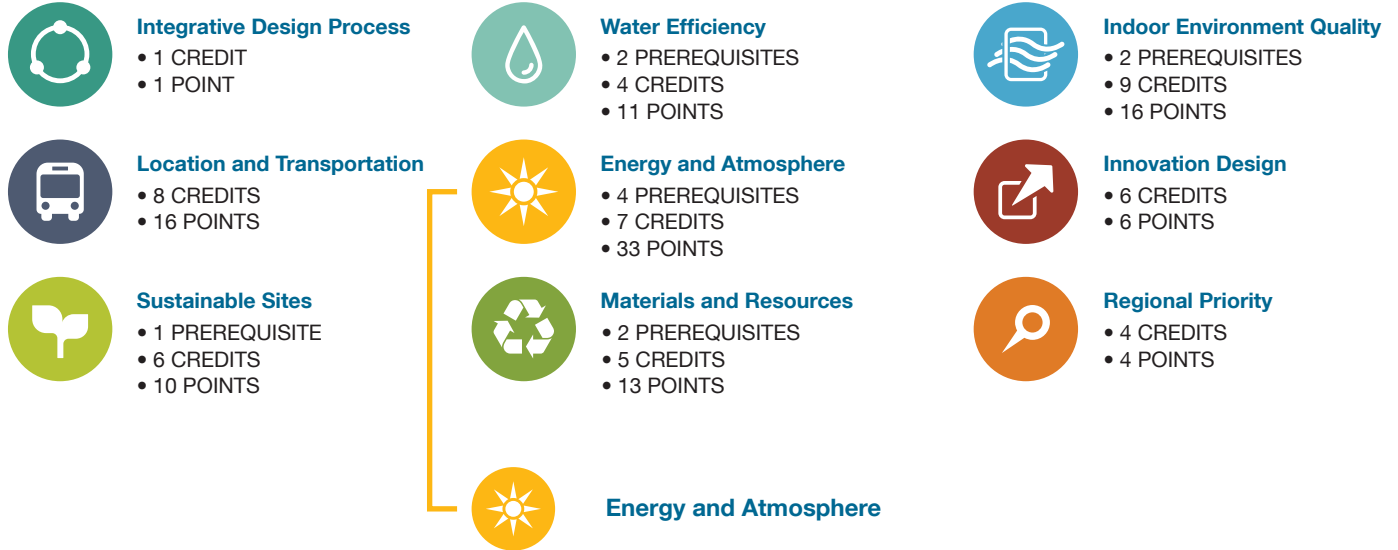 Integrative Design Process
• 1 CREDIT
• 1 POINT
Location and Transportation
• 8 CREDITS
• 16 POINTS
Sustainable Sites
• 1 PREREQUISITE
• 6 CREDITS
• 10 POINTS
Water Efficiency
• 2 PREREQUISITES
• 4 CREDITS
• 11 POINTS
Energy and Atmosphere
• 4 PREREQUISITES
• 7 CREDITS
• 33 POINTS
Materials and Resources
• 2 PREREQUISITES
• 5 CREDITS
• 13 POINTS
Indoor Environment Quality
• 2 PREREQUISITES
• 9 CREDITS
• 16 POINTS
Innovation Design
• 6 CREDITS
• 6 POINTS
Regional Priority
• 4 CREDITS
• 4 POINTS
Energy and Atmosphere